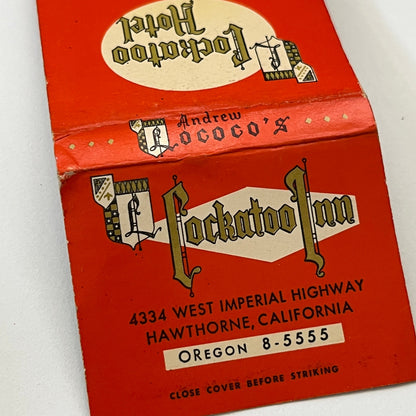 Cockatoo
Hotel
Andrew
Lococo's
Cockatoo Inn
4334 WEST IMPERIAL HIGHWAY
HAWTHORNE, CALIFORNIA
OREGON 8-5555
CLOSE COVER BEFORE STRIKING